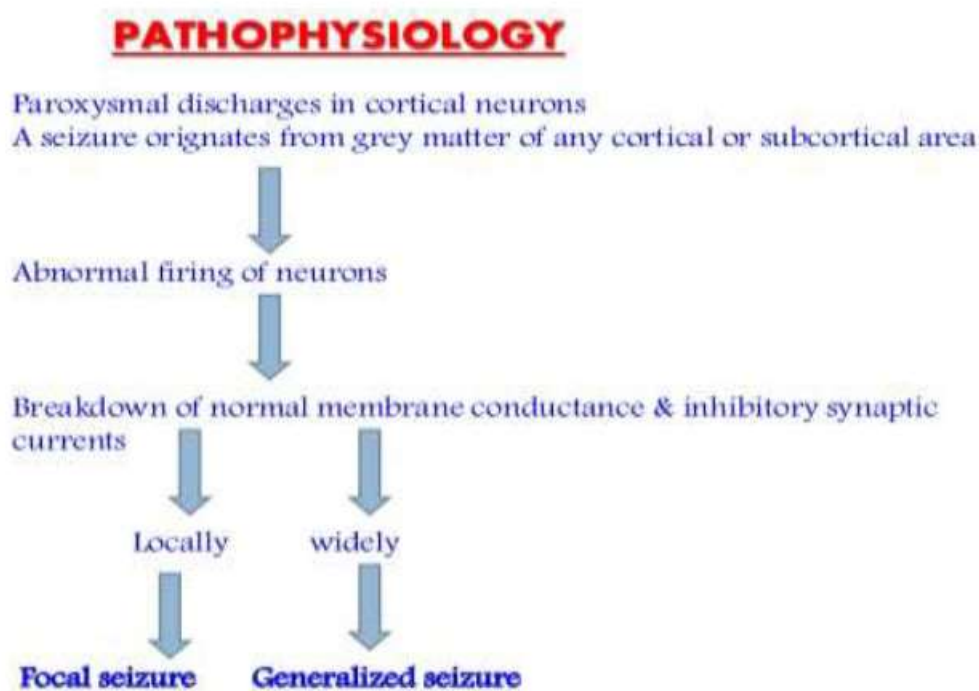 PATHOPHYSIOLOGY
Paroxysmal discharges in cortical neurons
A seizure orignates from grey matter of any cortical or subcortical area
Abnormal firing of neurons
Breakdown of normal membrane conductance & inhibitory synaptic
currents
Locally widely
Focal seizure Generalized seizure